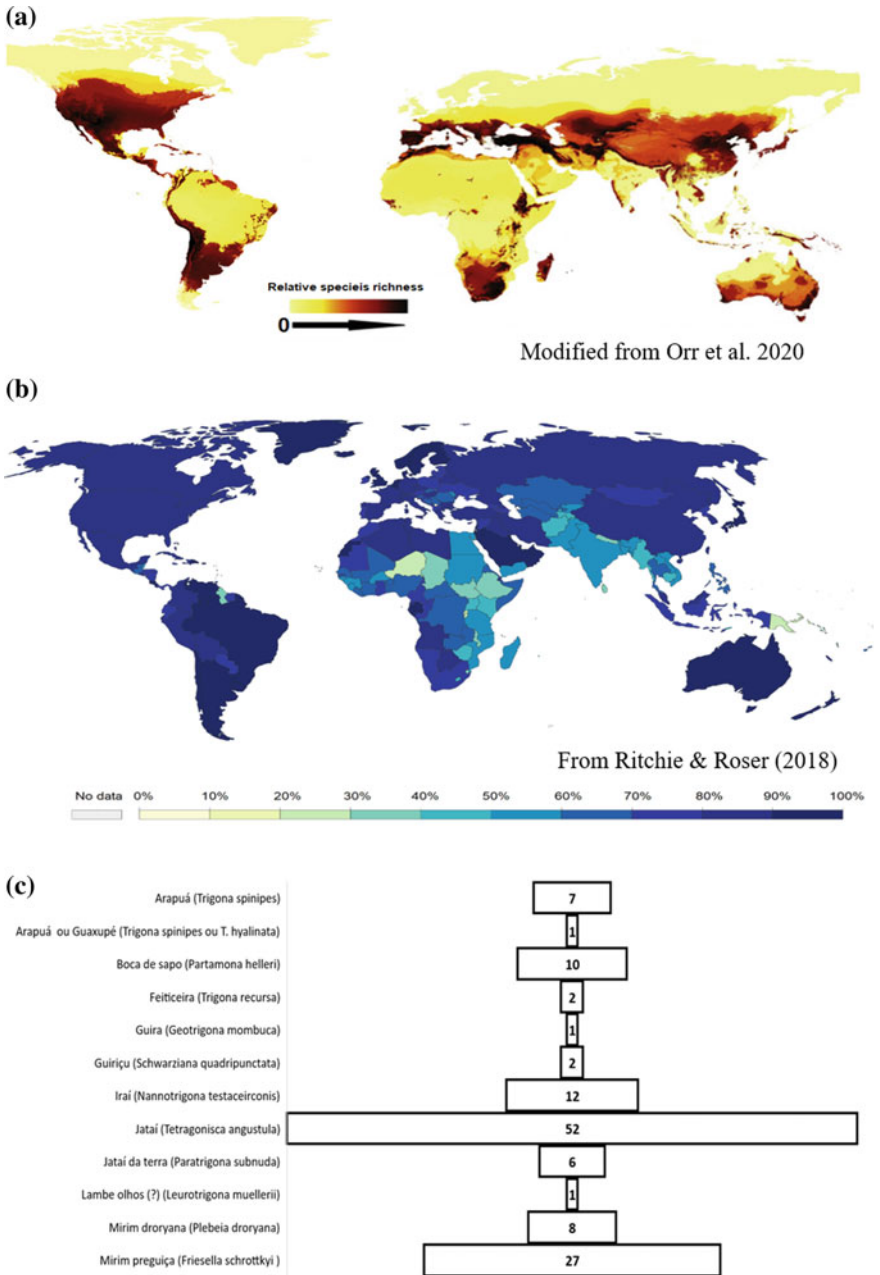 (a)
Relative specieis richness
0
Modified from Orr et al. 2020
(b)
From Ritchie & Roser (2018)
No data 0% 10% 20% 30% 40% 50% 60% 70% 80% 90% 100%
(c)
Arapuá (Trigona spinipes) 7
Arapuá ou Guaxupé (Trigona spinipes ou T. hyalinata) 1
Boca de sapo (Partamona helleri) 10
Feiticeira (Trigona recursa) 2
Guira (Geotrigona mombuca) 1
Guiriçu (Schwarziana quadripunctata) 2
Iraí (Nannotrigona testaceirconis) 12
Jataí (Tetragonisca angustula) 52
Jataí da terra (Paratrigona subnuda) 6
Lambe olhos (?) (Leurotrigona muellerii) 1
Mirim droryana (Plebeia droryana) 8
Mirim preguiça (Friesella schrottkyi ) 27